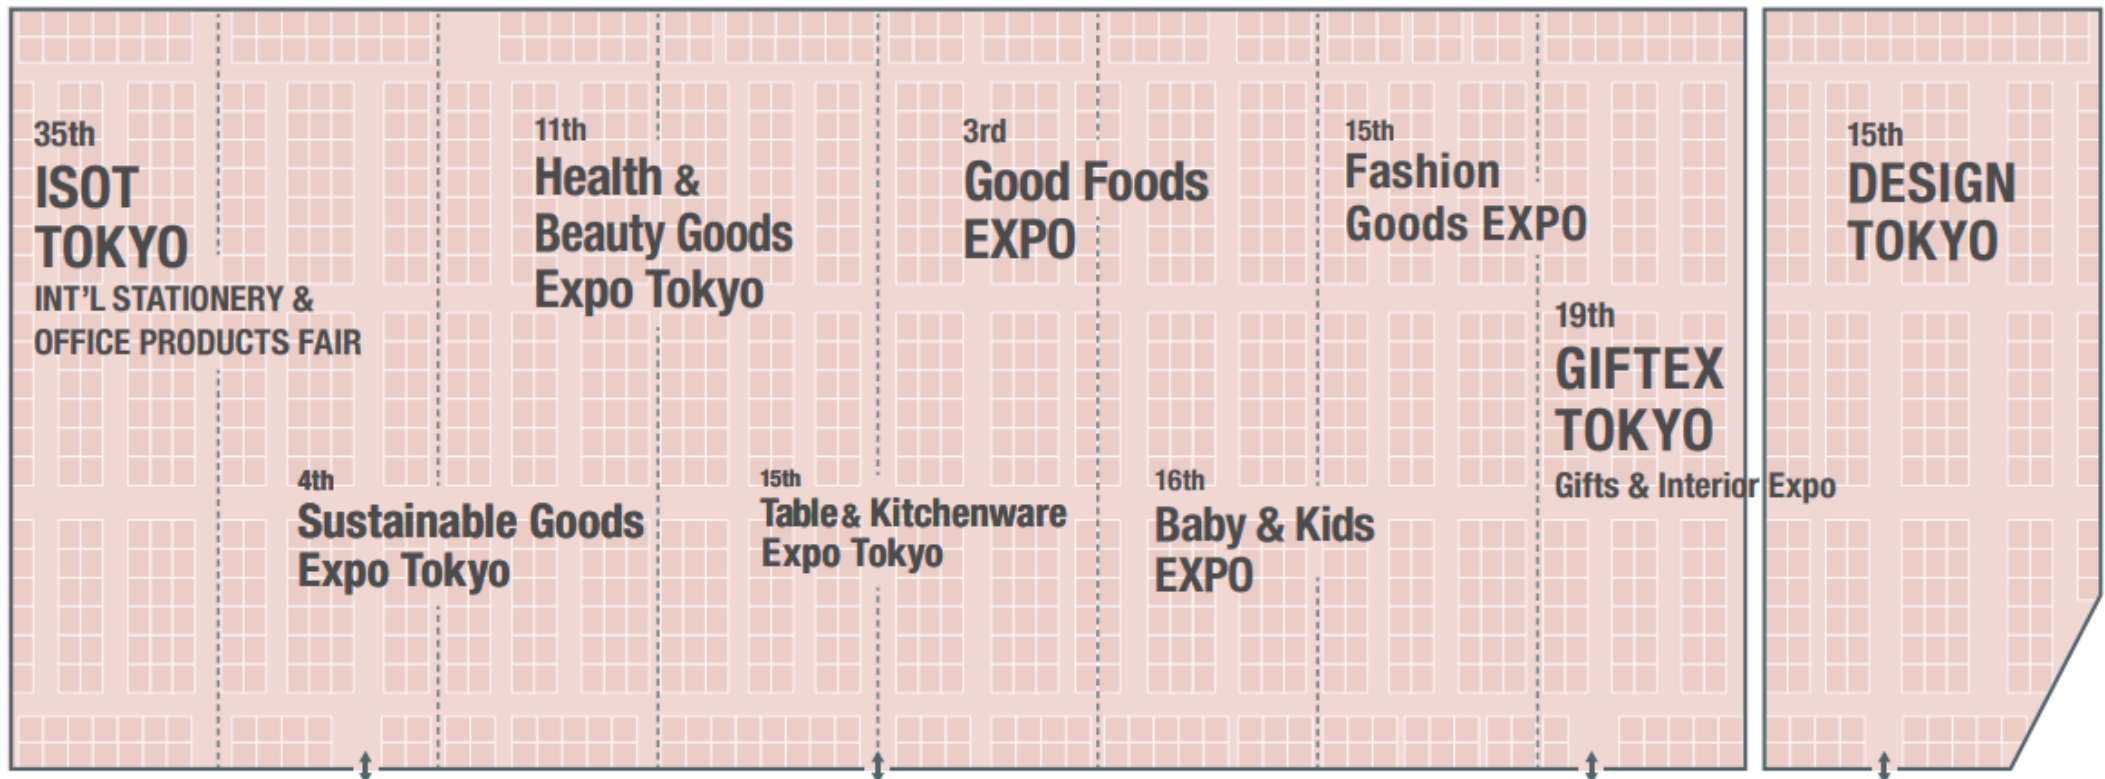 35th
ISOT
TOKYO
INT'L STATIONERY &
OFFICE PRODUCTS FAIR
4th
Sustainable Goods
Expo Tokyo
11th
Health &
Beauty Goods
Expo Tokyo
15th
Table & Kitchenware
Expo Tokyo
3rd
Good Foods
EXPO
16th
Baby & Kids
EXPO
15th
Fashion
Goods EXPO
19th
GIFTEX
TOKYO
Gifts & Interior Expo
15th
DESIGN
TOKYO